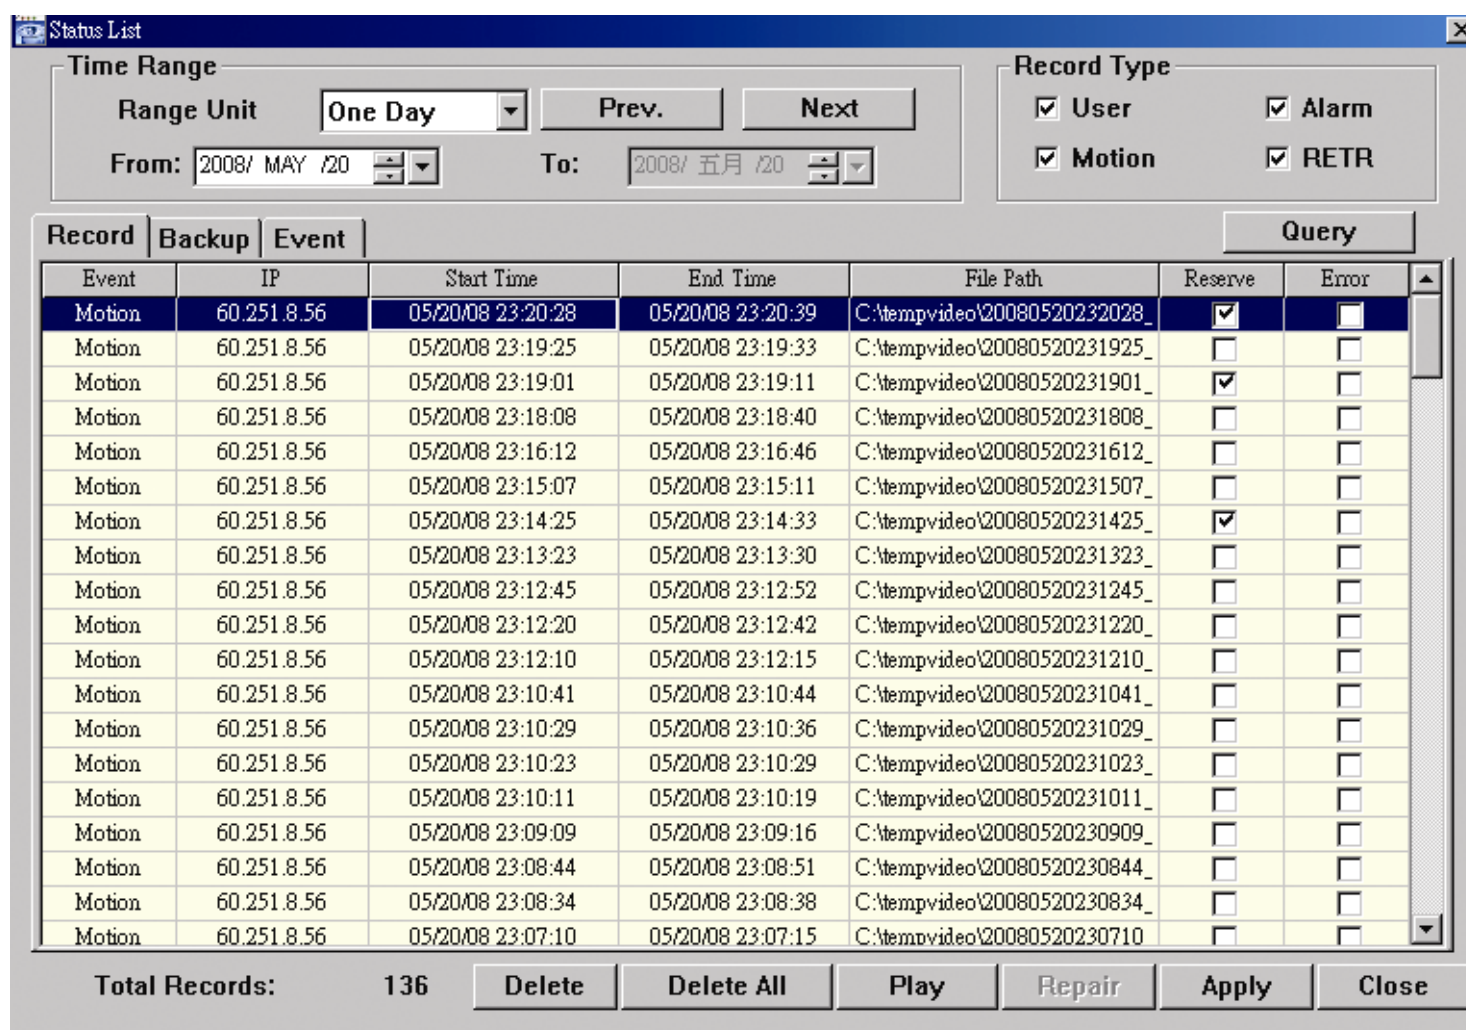 Status List
Time Range
Record Type
Range Unit One Day Prev. Next
User Alarm
From: 2008/ MAY /20 To: 2008/ 五月 /20
Motion RETR
Record Backup Event Query
Event IP Start Time End Time File Path Reserve Error
Motion 60.251.8.56 05/20/08 23:20:28 05/20/08 23:20:39 C:\tempvideo\20080520232028_
Motion 60.251.8.56 05/20/08 23:19:25 05/20/08 23:19:33 C:\tempvideo\20080520231925_
Motion 60.251.8.56 05/20/08 23:19:01 05/20/08 23:19:11 C:\tempvideo\20080520231901_
Motion 60.251.8.56 05/20/08 23:18:08 05/20/08 23:18:40 C:\tempvideo\20080520231808_
Motion 60.251.8.56 05/20/08 23:16:12 05/20/08 23:16:46 C:\tempvideo\20080520231612_
Motion 60.251.8.56 05/20/08 23:15:07 05/20/08 23:15:11 C:\tempvideo\20080520231507_
Motion 60.251.8.56 05/20/08 23:14:25 05/20/08 23:14:33 C:\tempvideo\20080520231425_
Motion 60.251.8.56 05/20/08 23:13:23 05/20/08 23:13:30 C:\tempvideo\20080520231323_
Motion 60.251.8.56 05/20/08 23:12:45 05/20/08 23:12:52 C:\tempvideo\20080520231245_
Motion 60.251.8.56 05/20/08 23:12:20 05/20/08 23:12:42 C:\tempvideo\20080520231220_
Motion 60.251.8.56 05/20/08 23:12:10 05/20/08 23:12:15 C:\tempvideo\20080520231210_
Motion 60.251.8.56 05/20/08 23:10:41 05/20/08 23:10:44 C:\tempvideo\20080520231041_
Motion 60.251.8.56 05/20/08 23:10:29 05/20/08 23:10:36 C:\tempvideo\20080520231029_
Motion 60.251.8.56 05/20/08 23:10:23 05/20/08 23:10:29 C:\tempvideo\20080520231023_
Motion 60.251.8.56 05/20/08 23:10:11 05/20/08 23:10:19 C:\tempvideo\20080520231011_
Motion 60.251.8.56 05/20/08 23:09:09 05/20/08 23:09:16 C:\tempvideo\20080520230909_
Motion 60.251.8.56 05/20/08 23:08:44 05/20/08 23:08:51 C:\tempvideo\20080520230844_
Motion 60.251.8.56 05/20/08 23:08:34 05/20/08 23:08:38 C:\tempvideo\20080520230834_
Motion 60.251.8.56 05/20/08 23:07:10 05/20/08 23:07:15 C:\tempvideo\20080520230710
Total Records: 136 Delete Delete All Play Repair Apply Close